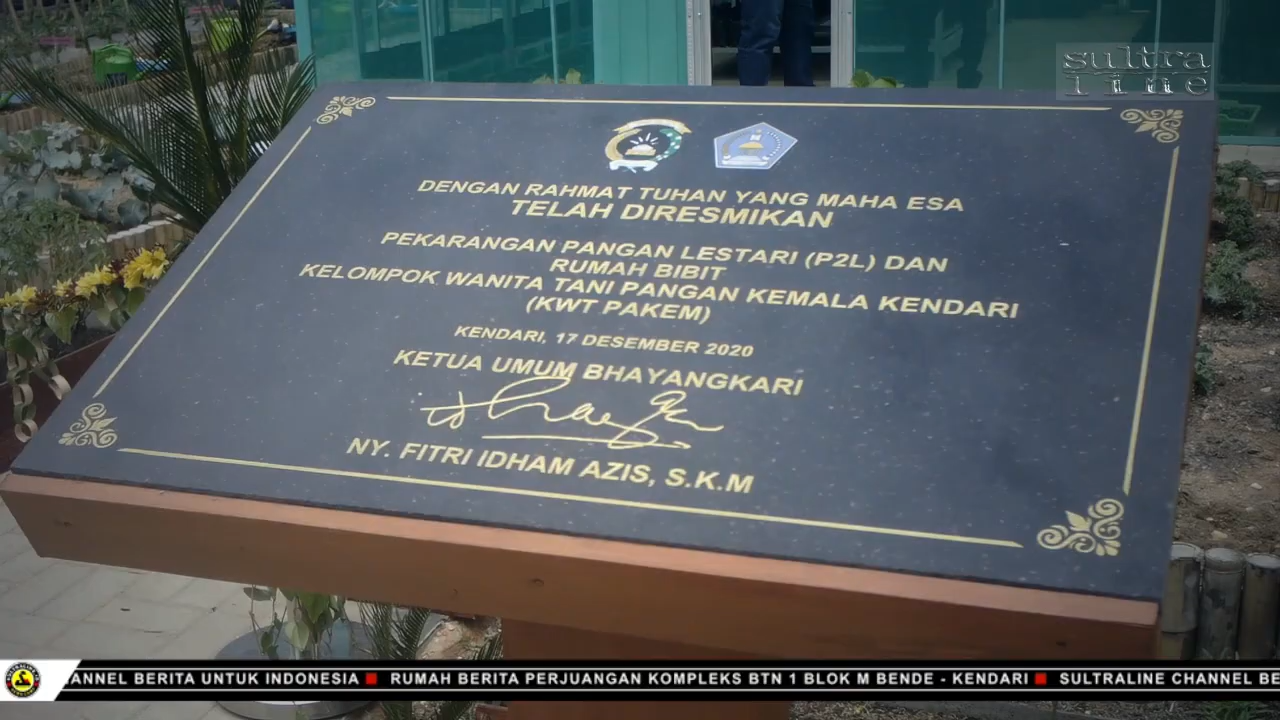 sultra
line
DENGAN RAHMAT TUHAN YANG MAHA ESA
TELAH DIRESMIKAN
PEKARANGAN PANGAN LESTARI (P2L) DAN
RUMAH BIBIT
KELOMPOK WANITA TANI PANGAN KEMALA KENDARI
(KWT PAKEM)
KENDARI, 17 DESEMBER 2020
KETUA UMUM BHAYANGKARI
NY. FITRI IDHAM AZIS, S.K.M
ANNEL BERITA UNTUK INDONESIA ■ RUMAH BERITA PERJUANGAN KOMPLEKS BTN 1 BLOK M BENDE - KENDARI ■ SULTRALINE CHANNEL BE